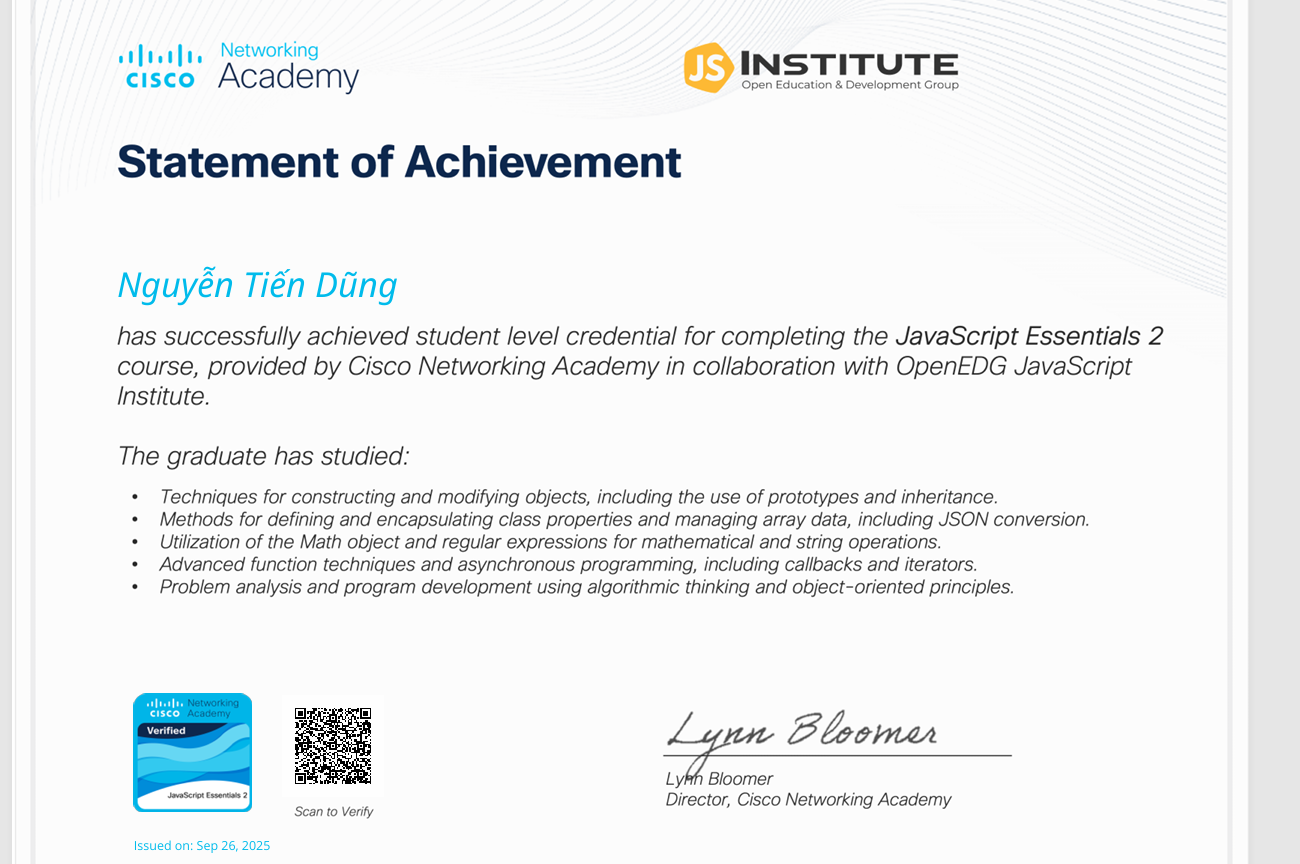 CISCO
Networking
Academy
JS INSTITUTE
Open Education & Development Group
Statement of Achievement
Nguyễn Tiến Dũng
has successfully achieved student level credential for completing the JavaScript Essentials 2
course, provided by Cisco Networking Academy in collaboration with OpenEDG JavaScript
Institute.
The graduate has studied:
• Techniques for constructing and modifying objects, including the use of prototypes and inheritance.
• Methods for defining and encapsulating class properties and managing array data, including JSON conversion.
• Utilization of the Math object and regular expressions for mathematical and string operations.
• Advanced function techniques and asynchronous programming, including callbacks and iterators.
• Problem analysis and program development using algorithmic thinking and object-oriented principles.
CISCO
Networking
Academy
Verified
JavaScript Essentials 2
Scan to Verify
Issued on: Sep 26, 2025
Lynn Bloomer
Lynn Bloomer
Director, Cisco Networking Academy